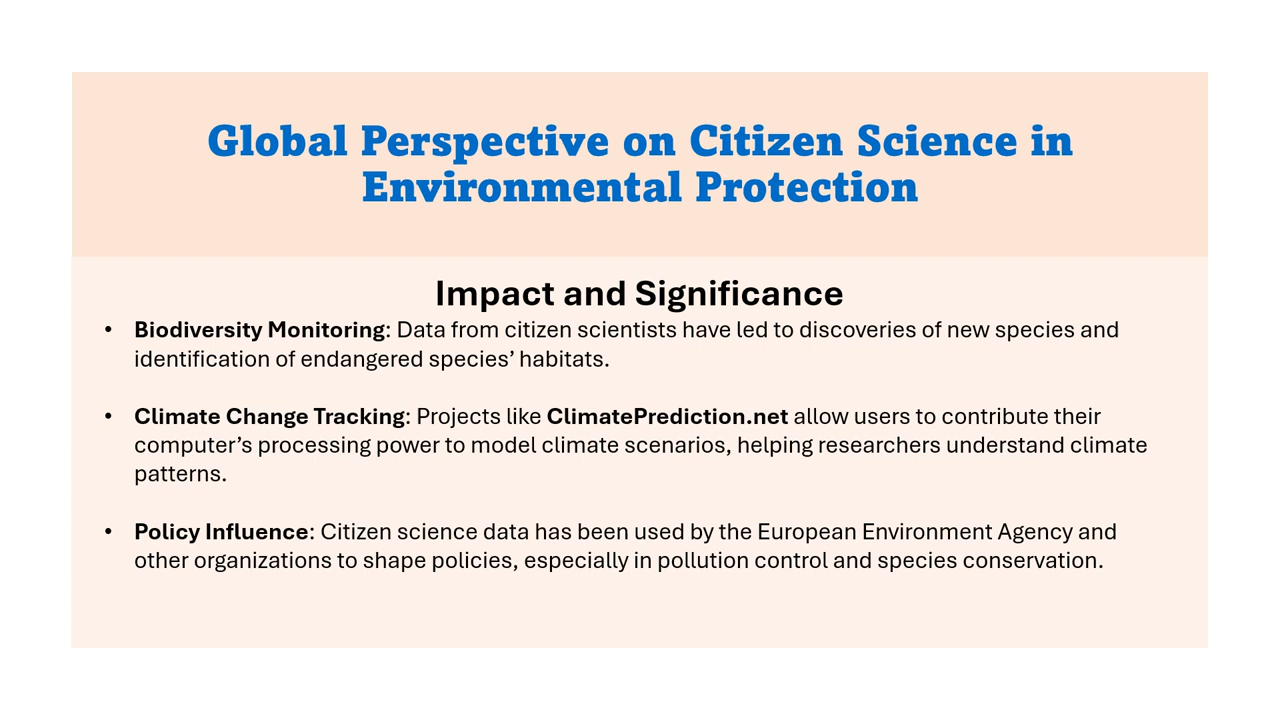 Global Perspective on Citizen Science in
Environmental Protection
Impact and Significance
• Biodiversity Monitoring: Data from citizen scientists have led to discoveries of new species and
identification of endangered species’ habitats.
• Climate Change Tracking: Projects like ClimatePrediction.net allow users to contribute their
computer’s processing power to model climate scenarios, helping researchers understand climate
patterns.
• Policy Influence: Citizen science data has been used by the European Environment Agency and
other organizations to shape policies, especially in pollution control and species conservation.